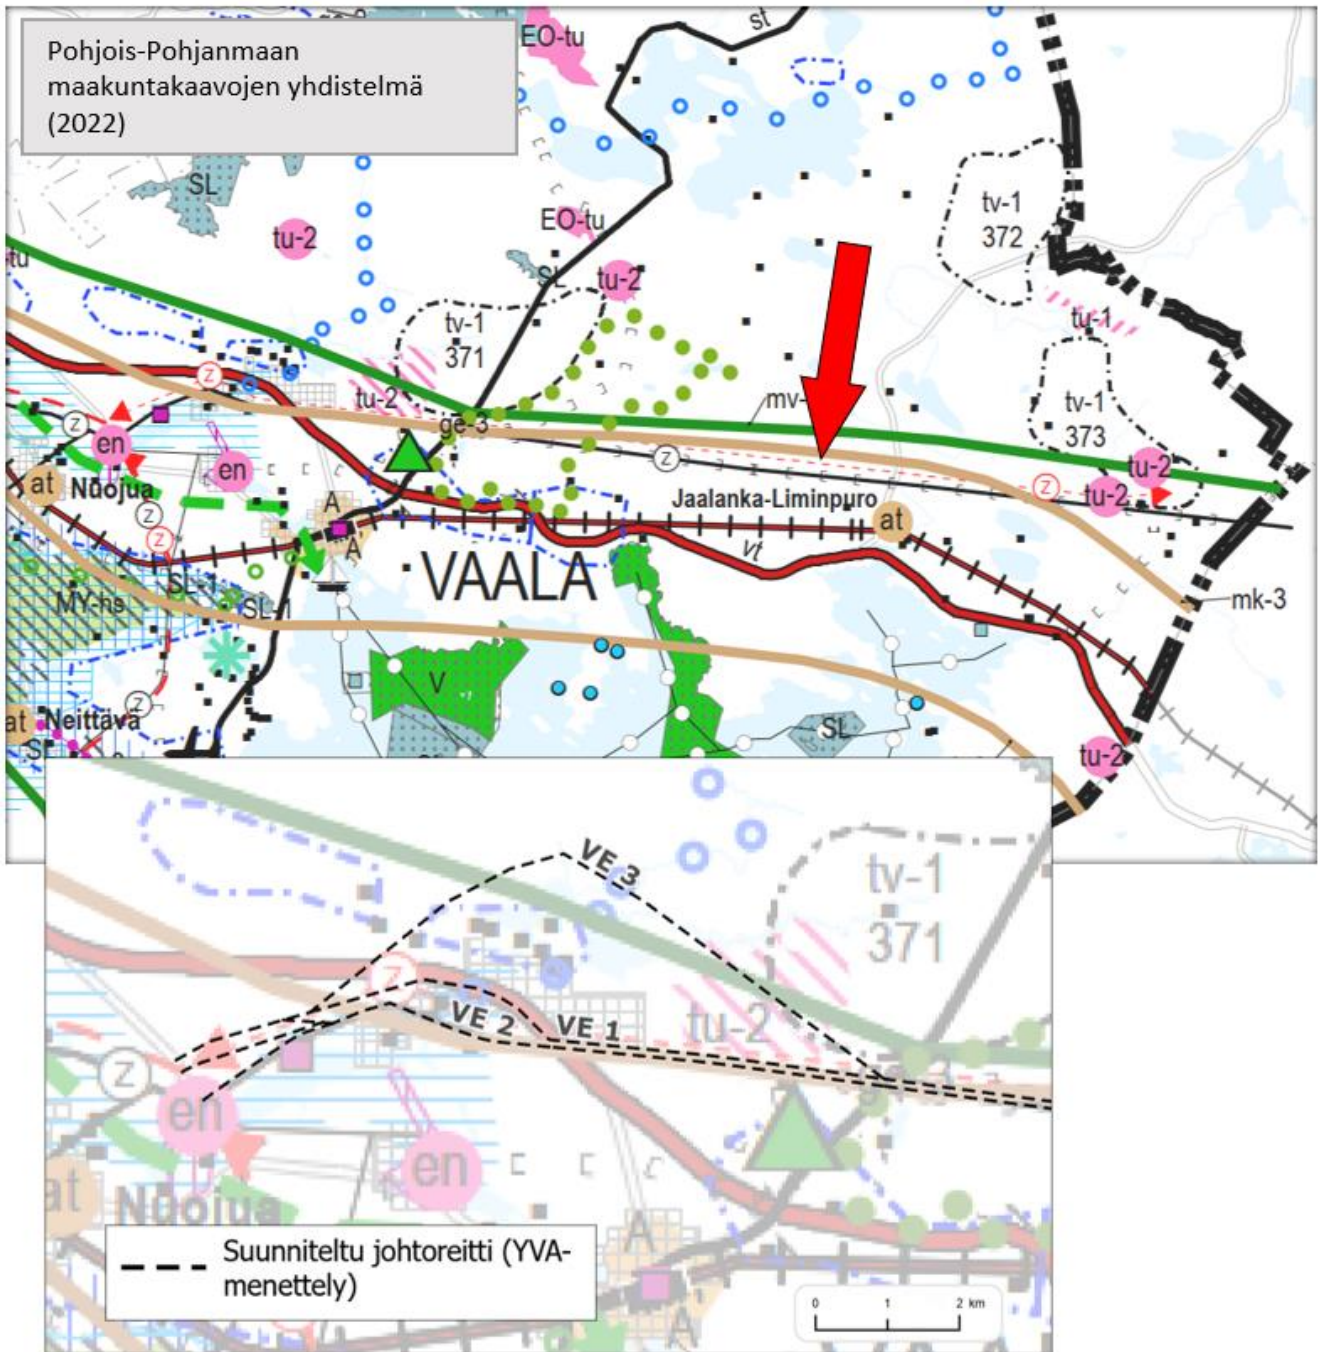 Pohjois-Pohjanmaan
maakuntakaavojen yhdistelmä
(2022)
st
EO-tu
SL
tv-1
372
EO-tu
tu-2
SL
tu-2
-tu
tv-1
371
tu-1
z
tu-2
mv-
tv-1
373
z
en
ge-3
z
tu-2
at
Nuojua
en
z
tu-2
Jaalanka-Liminpuro
z
A
at
z
A
vt
VAALA
SL-1
MY-hs
SL-1
mk-3
V
z
at
Neittävä
SL
S
tu-2
VE 3
tv-1
371
z
VE 2
VE 1
tu-2
z
en
en
at
Nuojua
A
Suunniteltu johtoreitti (YVA-
menettely)
0 1 2 km
A